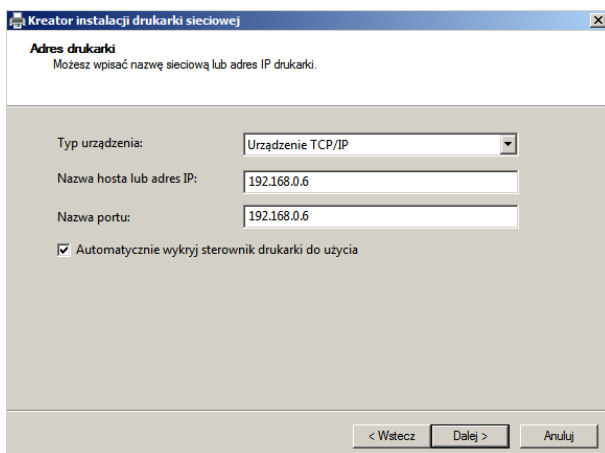 Kreator instalacji drukarki sieciowej
Adres drukarki
Możesz wpisać nazwę sieciową lub adres IP drukarki.
Typ urządzenia: Urządzenie TCP/IP
Nazwa hosta lub adres IP: 192.168.0.6
Nazwa portu: 192.168.0.6
Automatycznie wykryj sterownik drukarki do użycia
< Wstecz Dalej > Anuluj